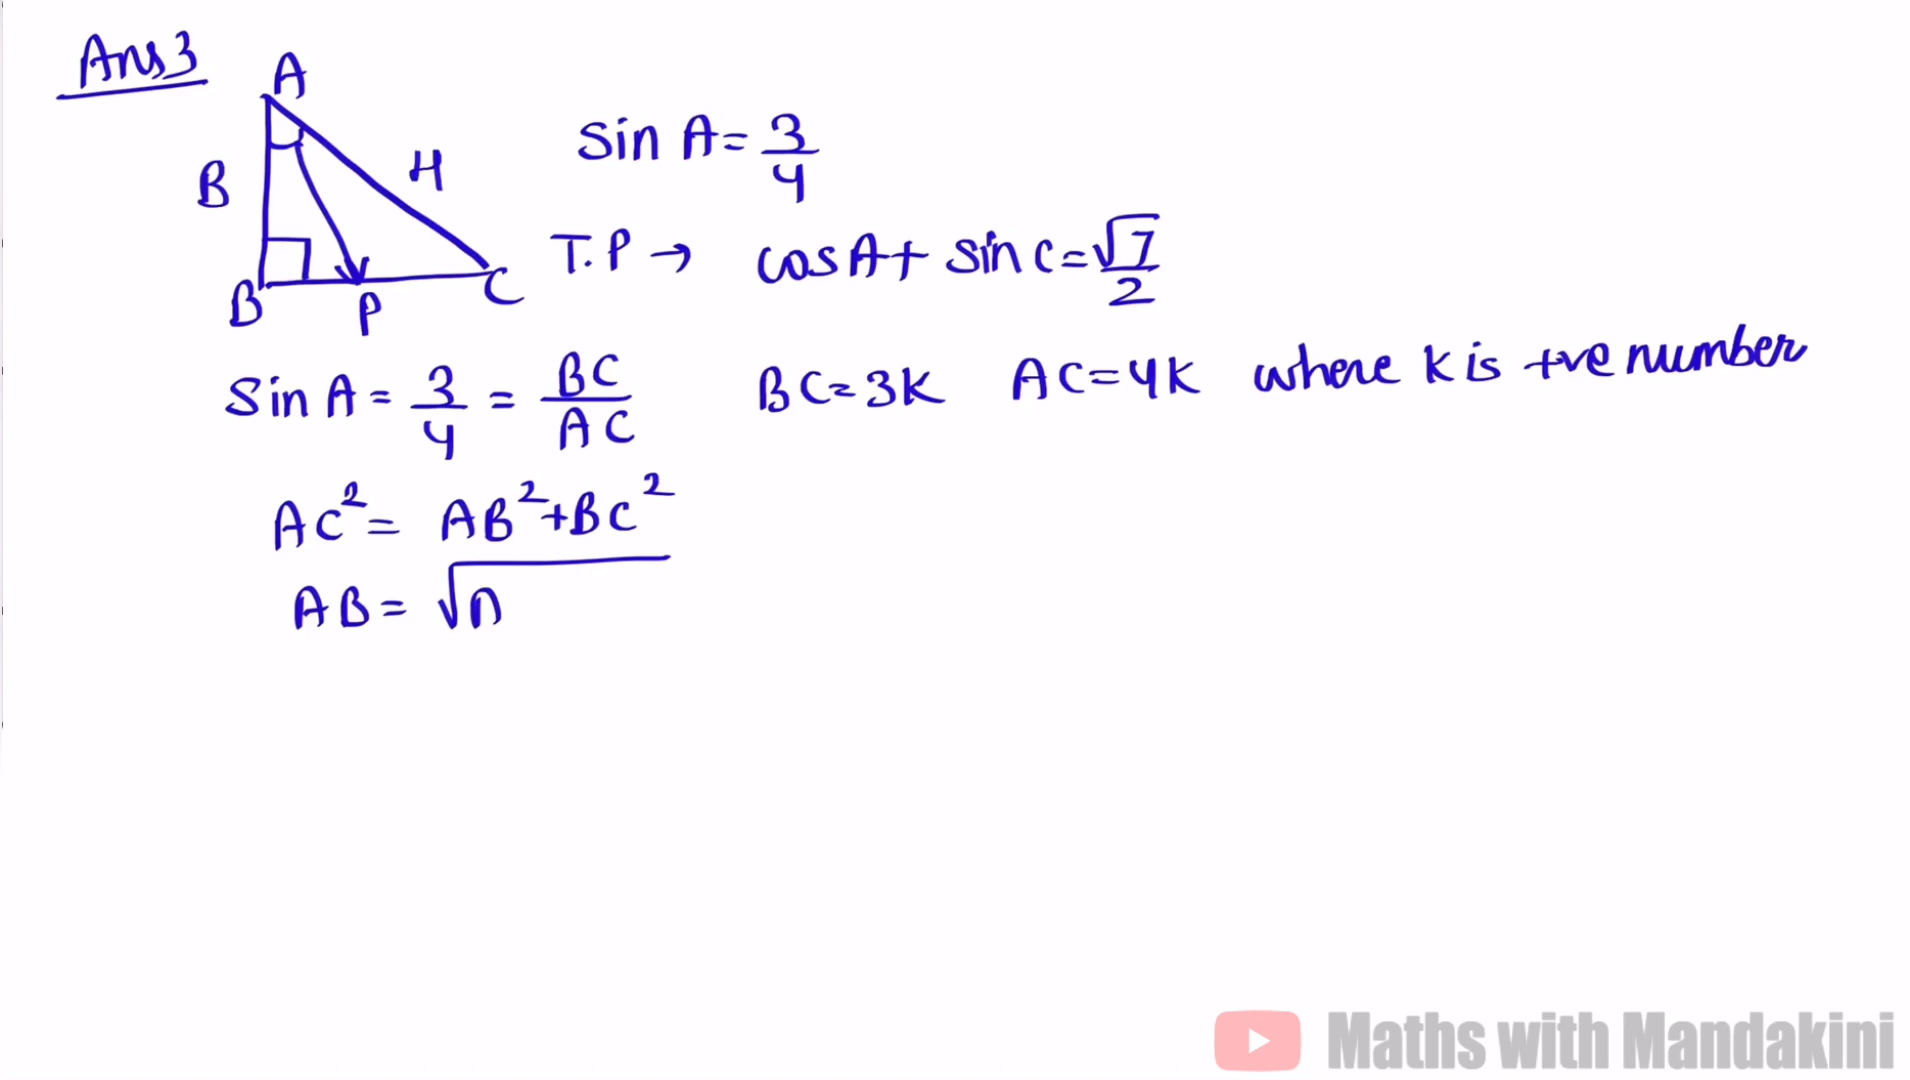 Ans 3
A
B
H
B
P
C
Sin A = 3/4
T.P → cos A + sin c = √7/2
Sin A = 3/4 = BC/AC BC = 3K AC = 4K where K is +ve number
AC² = AB² + BC²
AB = √
Maths with Mandakini